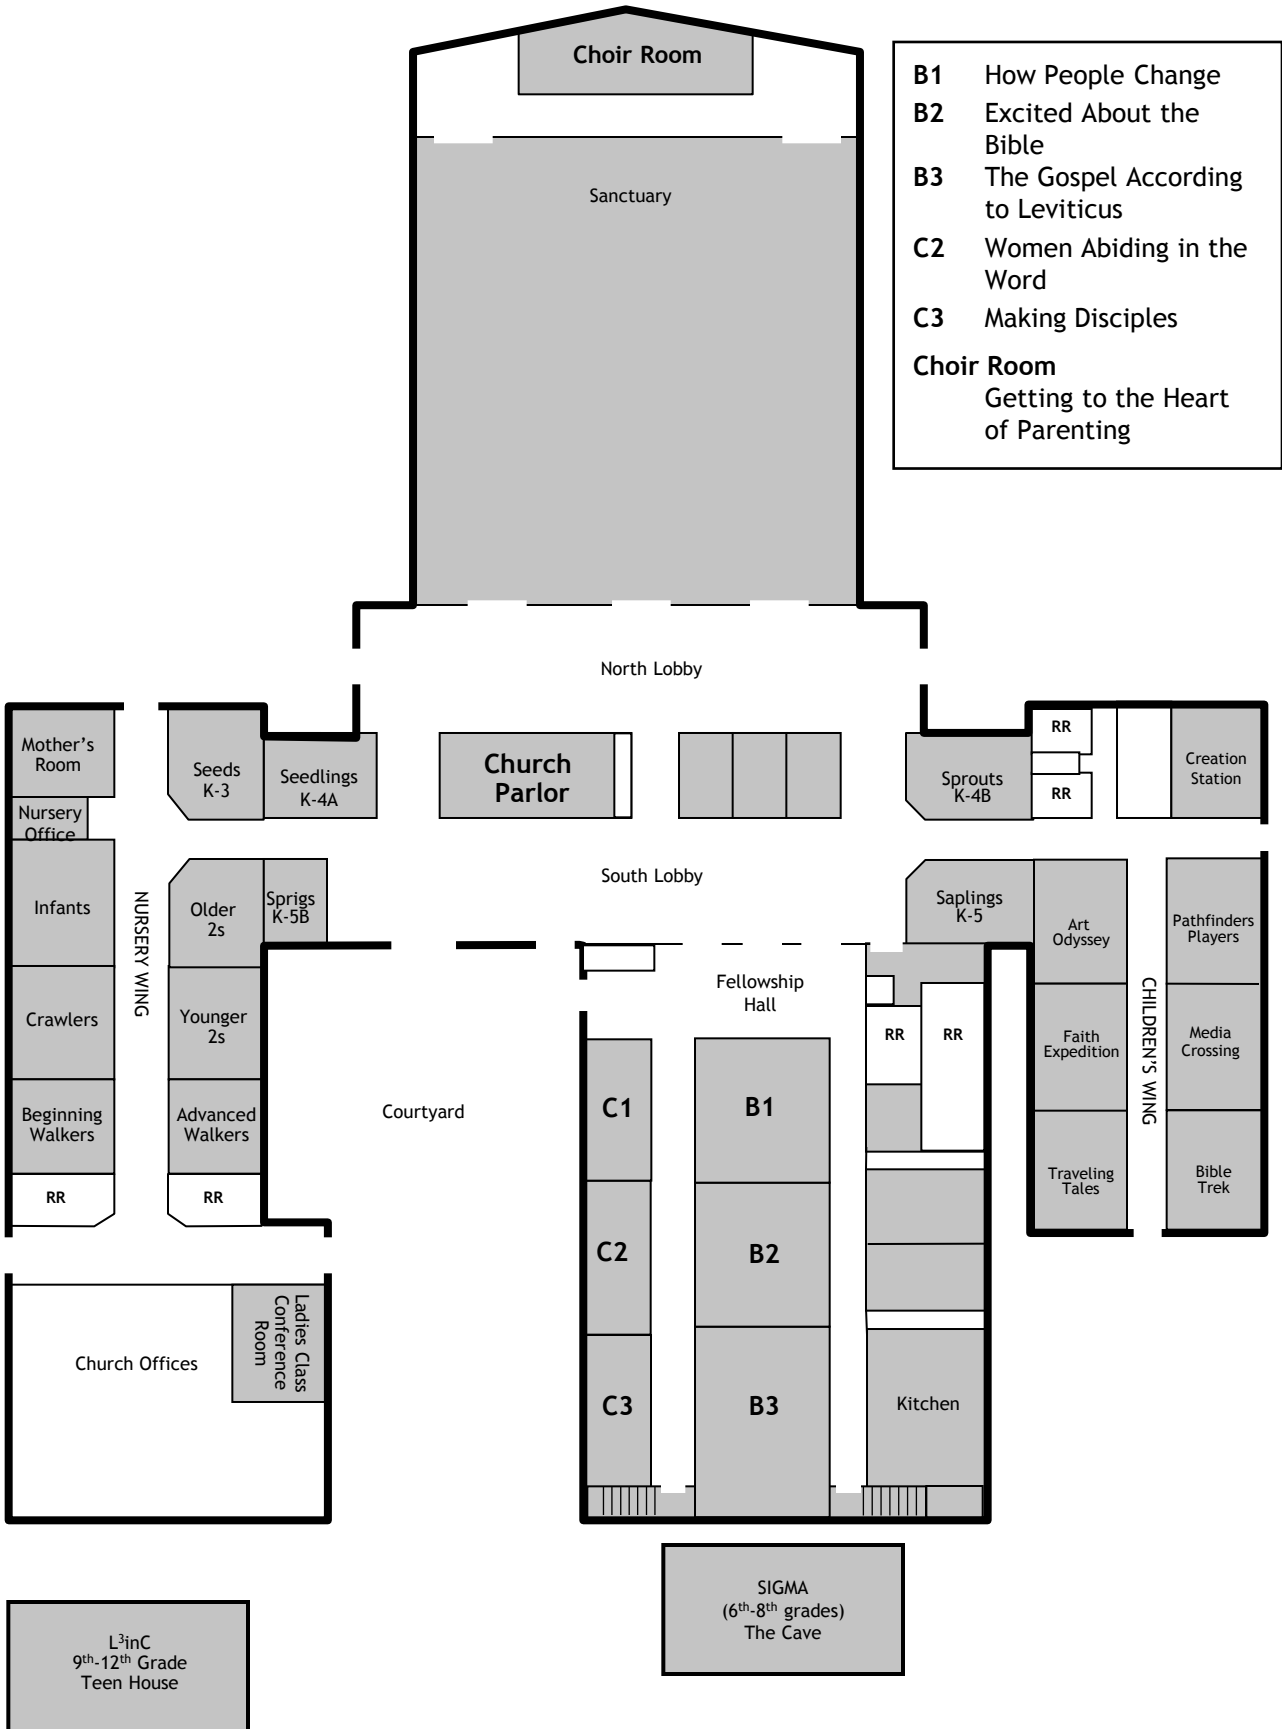 Choir Room
B1 How People Change
B2 Excited About the
Bible
B3 The Gospel According
to Leviticus
C2 Women Abiding in the
Word
C3 Making Disciples
Choir Room
Getting to the Heart
of Parenting
Sanctuary
North Lobby
Mother's
Room
Seeds
K-3
Seedlings
K-4A
Church
Parlor
Sprouts
K-4B
RR
RR
Creation
Station
Nursery
Office
Infants
NURSERY WING
Older
2s
Sprigs
K-5B
South Lobby
Saplings
K-5
Art
Odyssey
Pathfinders
Players
Crawlers
Younger
2s
Fellowship
Hall
RR
RR
Faith
Expedition
CHILDREN'S WING
Media
Crossing
Beginning
Walkers
Advanced
Walkers
Courtyard
C1
B1
Traveling
Tales
Bible
Trek
RR
RR
C2
B2
Church Offices
Ladies Class
Conference
Room
C3
B3
Kitchen
SIGMA
(6th-8th grades)
The Cave
L3inC
9th-12th Grade
Teen House